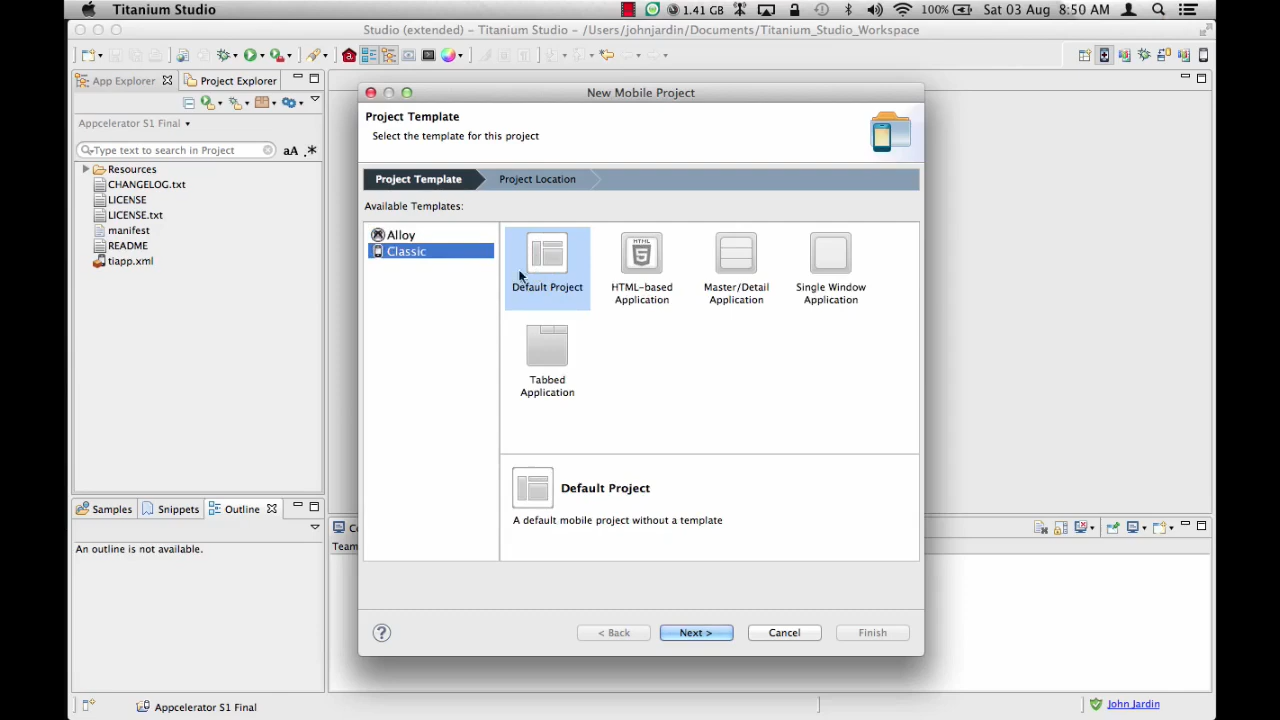 Titanium Studio
1.41 GB
100%
Sat 03 Aug 8:50 AM
Studio (extended) – Titanium Studio – /Users/johnjardin/Documents/Titanium_Studio_Workspace
App Explorer
Project Explorer
Appcelerator S1 Final
Type text to search in Project
aA .*
Resources
CHANGELOG.txt
LICENSE
LICENSE.txt
manifest
README
tiapp.xml
Samples
Snippets
Outline
An outline is not available.
Co
Team
New Mobile Project
Project Template
Select the template for this project
Project Template
Project Location
Available Templates:
Alloy
Classic
Default Project
HTML
5
HTML-based
Application
Master/Detail
Application
Single Window
Application
Tabbed
Application
Default Project
A default mobile project without a template
?
< Back
Next >
Cancel
Finish
Appcelerator S1 Final
John Jardin